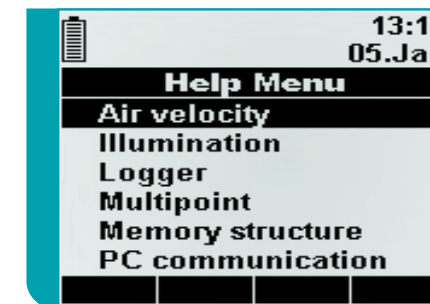 13:1
05.Ja
Help Menu
Air velocity
Illumination
Logger
Multipoint
Memory structure
PC communication